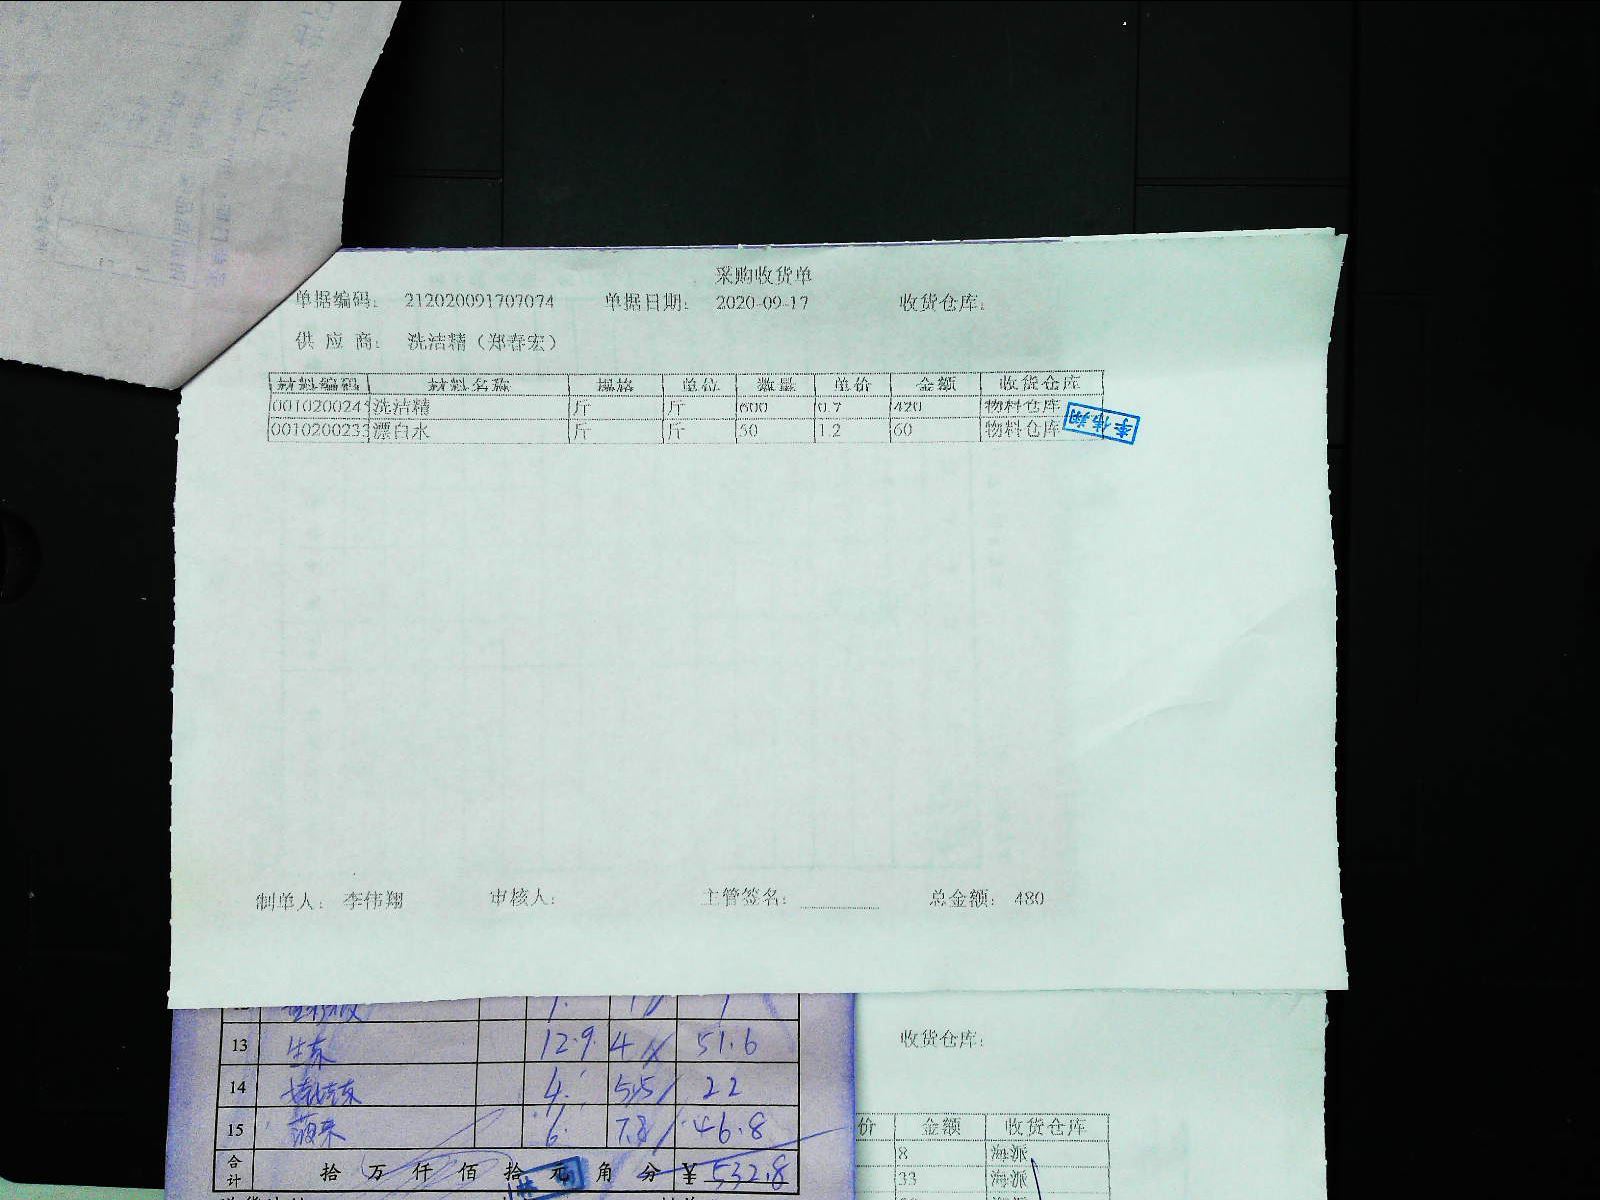 采购收货单
单据编码： 212020091707074 单据日期： 2020-09-17 收货仓库：
供 应 商： 洗洁精（郑春宏）
材料编码 材料名称 规格 单位 数量 单价 金额 收货仓库
0010200245 洗洁精 斤 斤 600 0.7 420 物料仓库
0010200233 漂白水 斤 斤 50 1.2 60 物料仓库
李伟翔
制单人： 李伟翔 审核人： 主管签名： 总金额： 480
13 12.9 4 51.6
14 4 5.5 22
15 菠菜 6 7.8 46.8
合计 拾 万 仟 佰 拾 元 角 分 ¥ 532.8
收货仓库：
价 金额 收货仓库
8 海派
33 海派